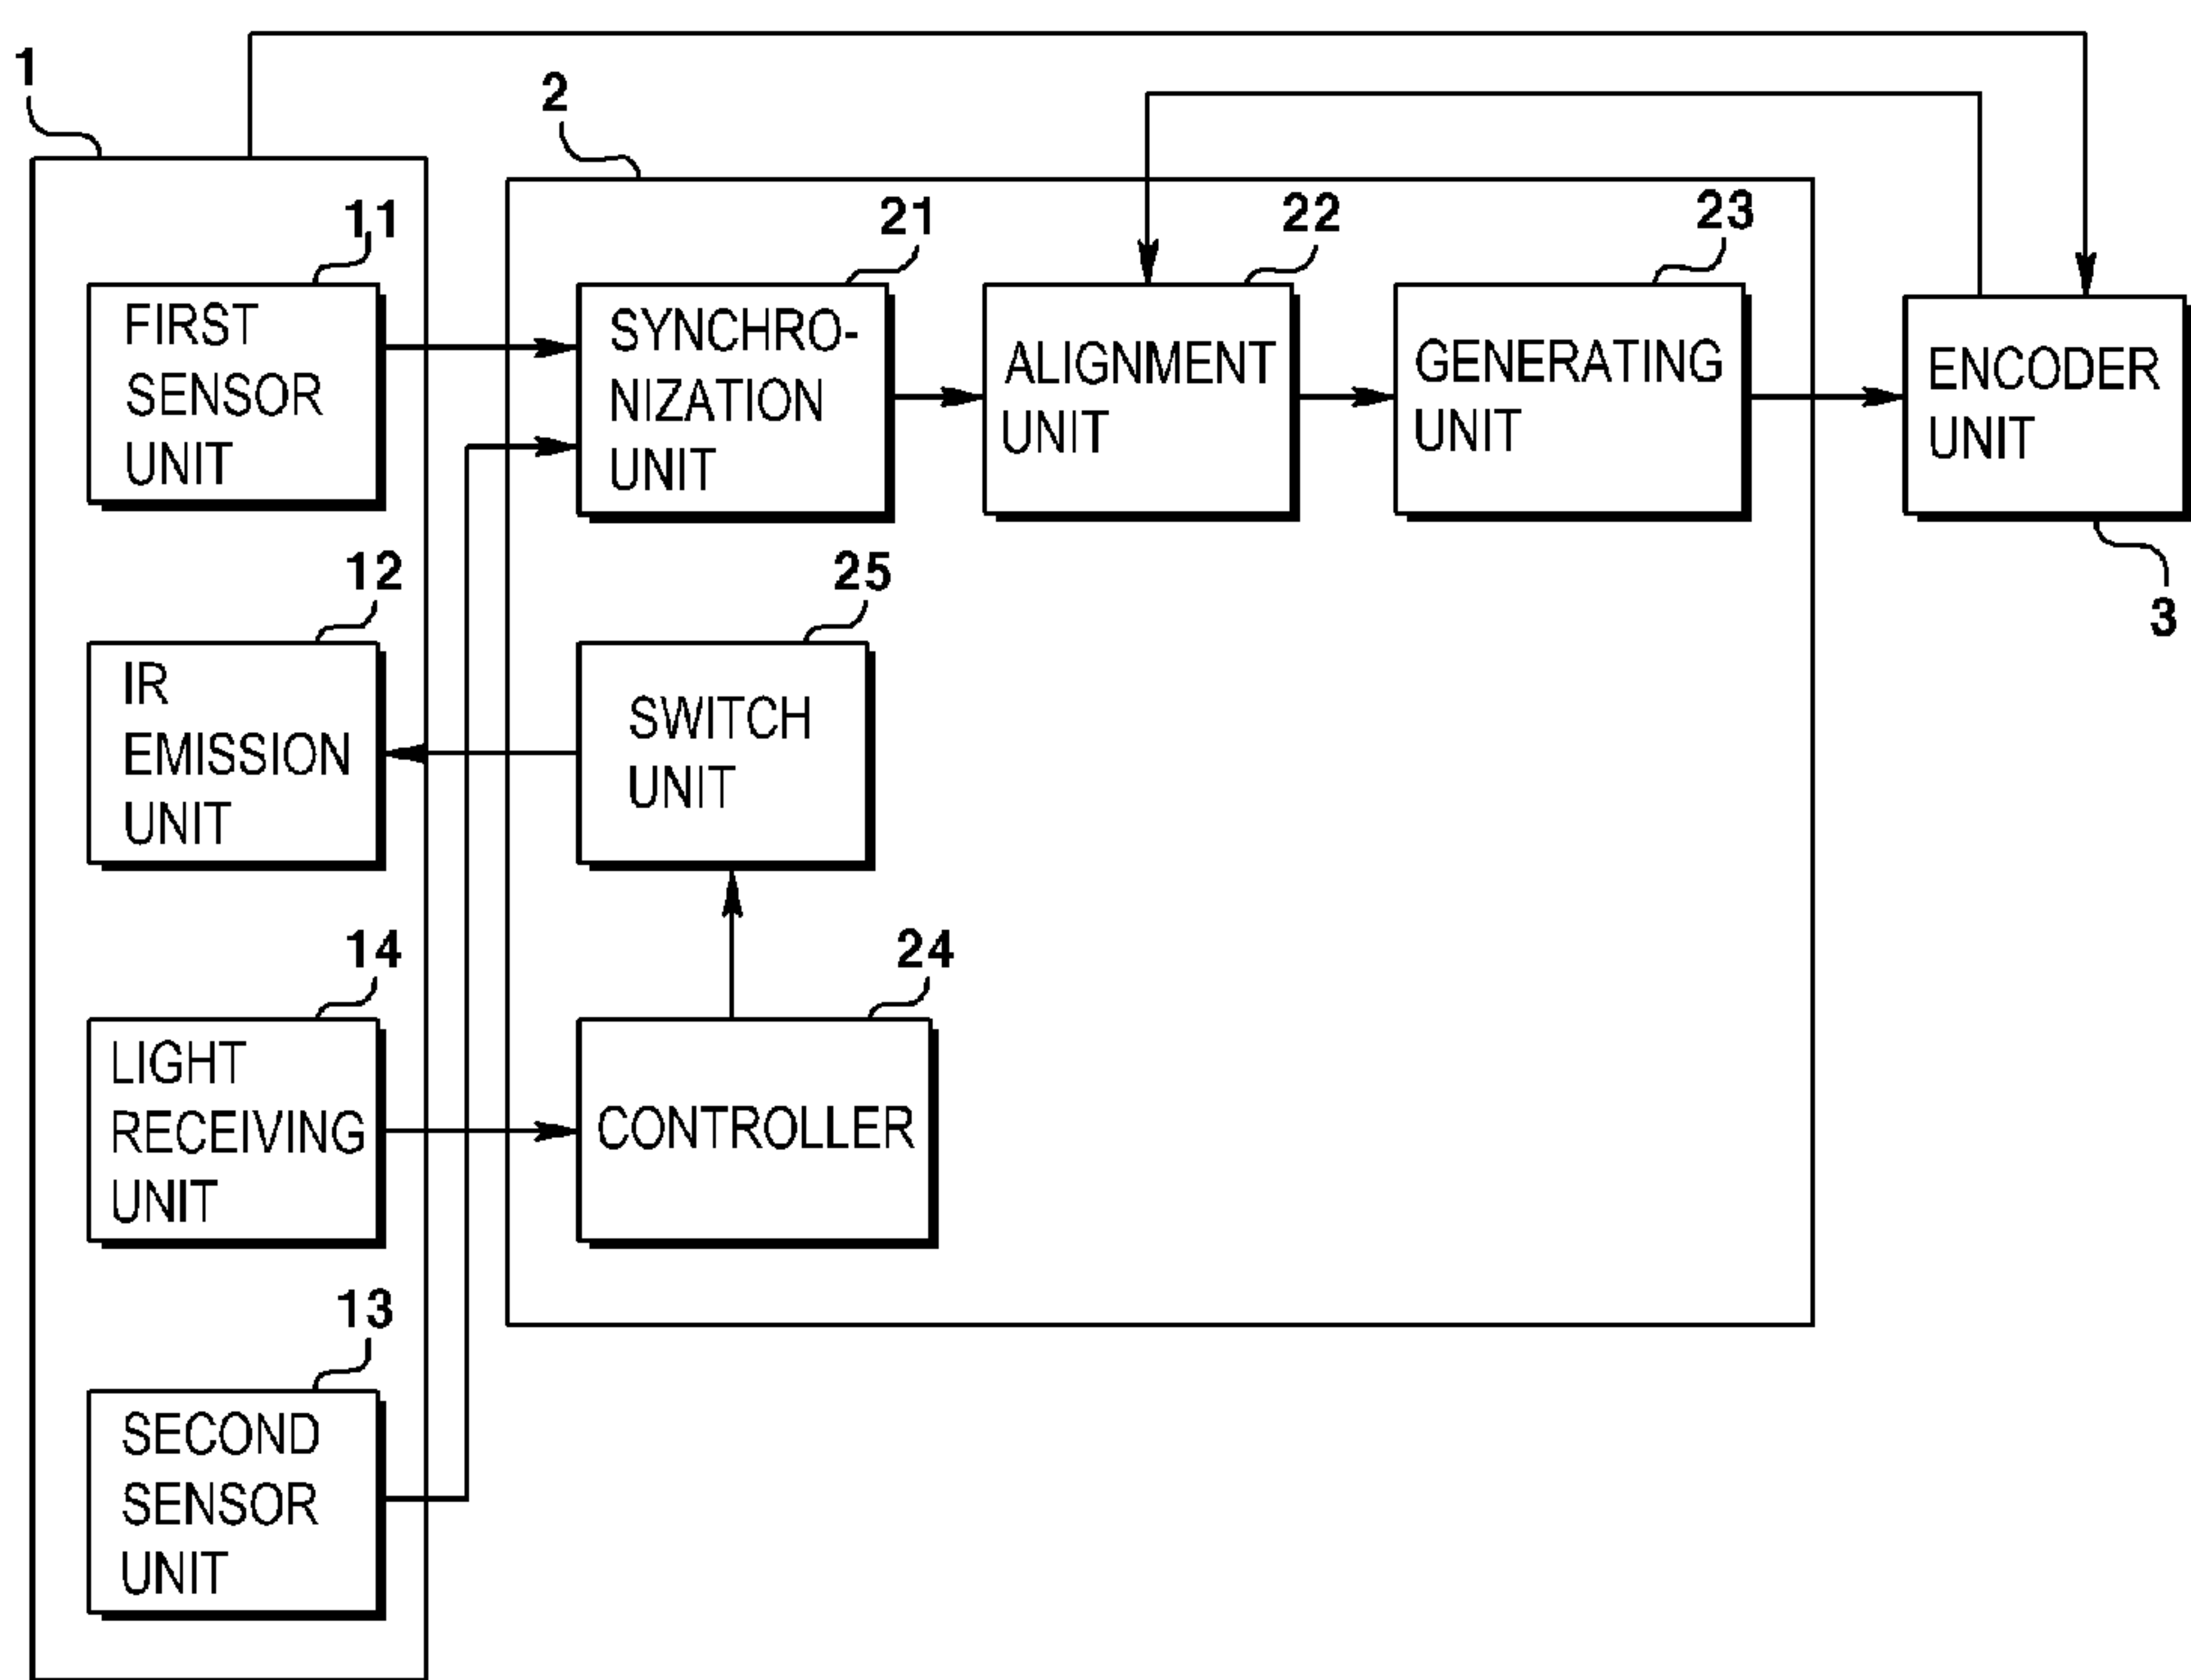 1
2
11
FIRST
SENSOR
UNIT
12
IR
EMISSION
UNIT
14
LIGHT
RECEIVING
UNIT
13
SECOND
SENSOR
UNIT
21
SYNCHRO-
NIZATION
UNIT
22
ALIGNMENT
UNIT
23
GENERATING
UNIT
25
SWITCH
UNIT
24
CONTROLLER
ENCODER
UNIT
3